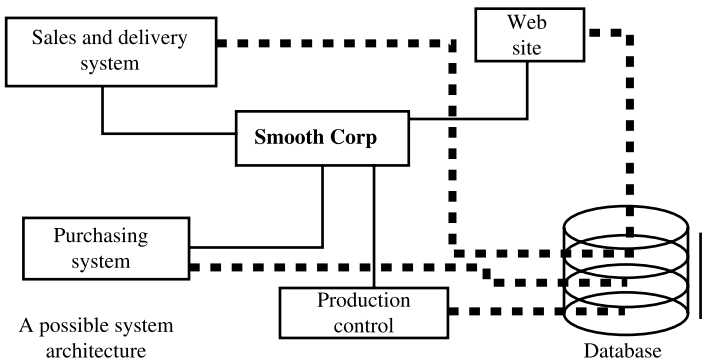 Sales and delivery
system
Web
site
Smooth Corp
Purchasing
system
Production
control
A possible system
architecture
Database